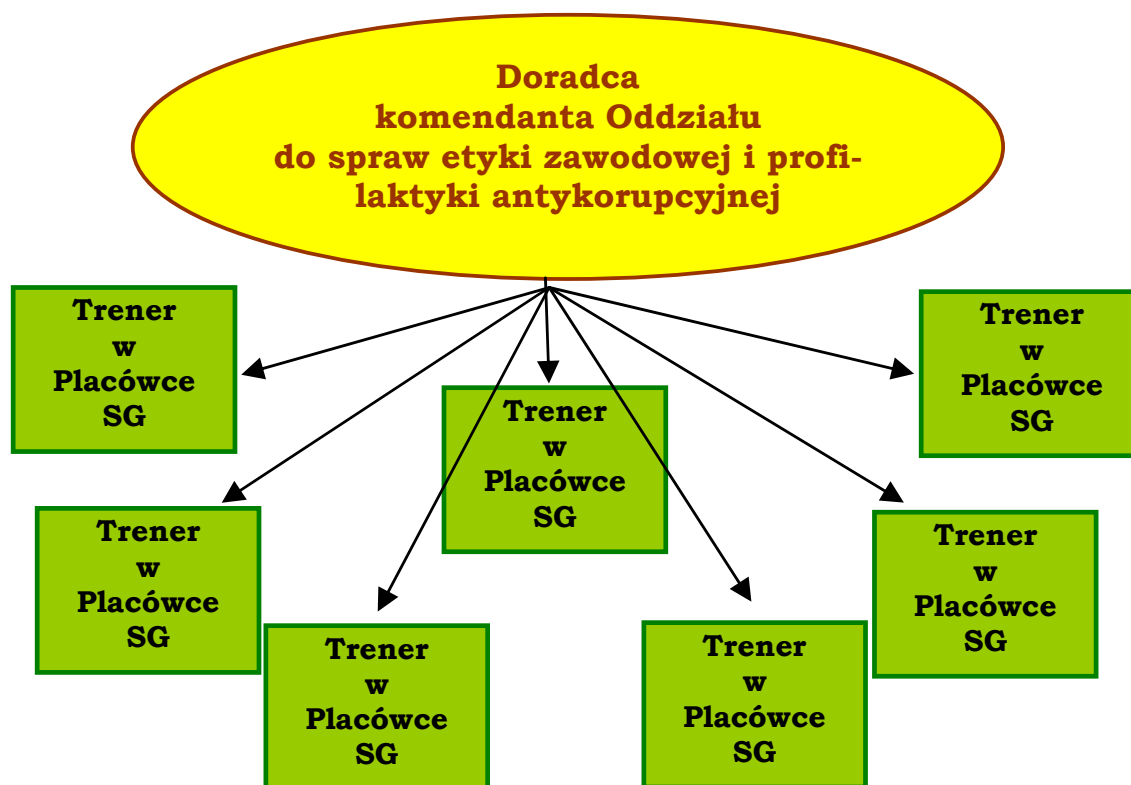 Doradca
komendanta Oddziału
do spraw etyki zawodowej i profi-
laktyki antykorupcyjnej
Trener
w
Placówce
SG
Trener
w
Placówce
SG
Trener
w
Placówce
SG
Trener
w
Placówce
SG
Trener
w
Placówce
SG
Trener
w
Placówce
SG
Trener
w
Placówce
SG